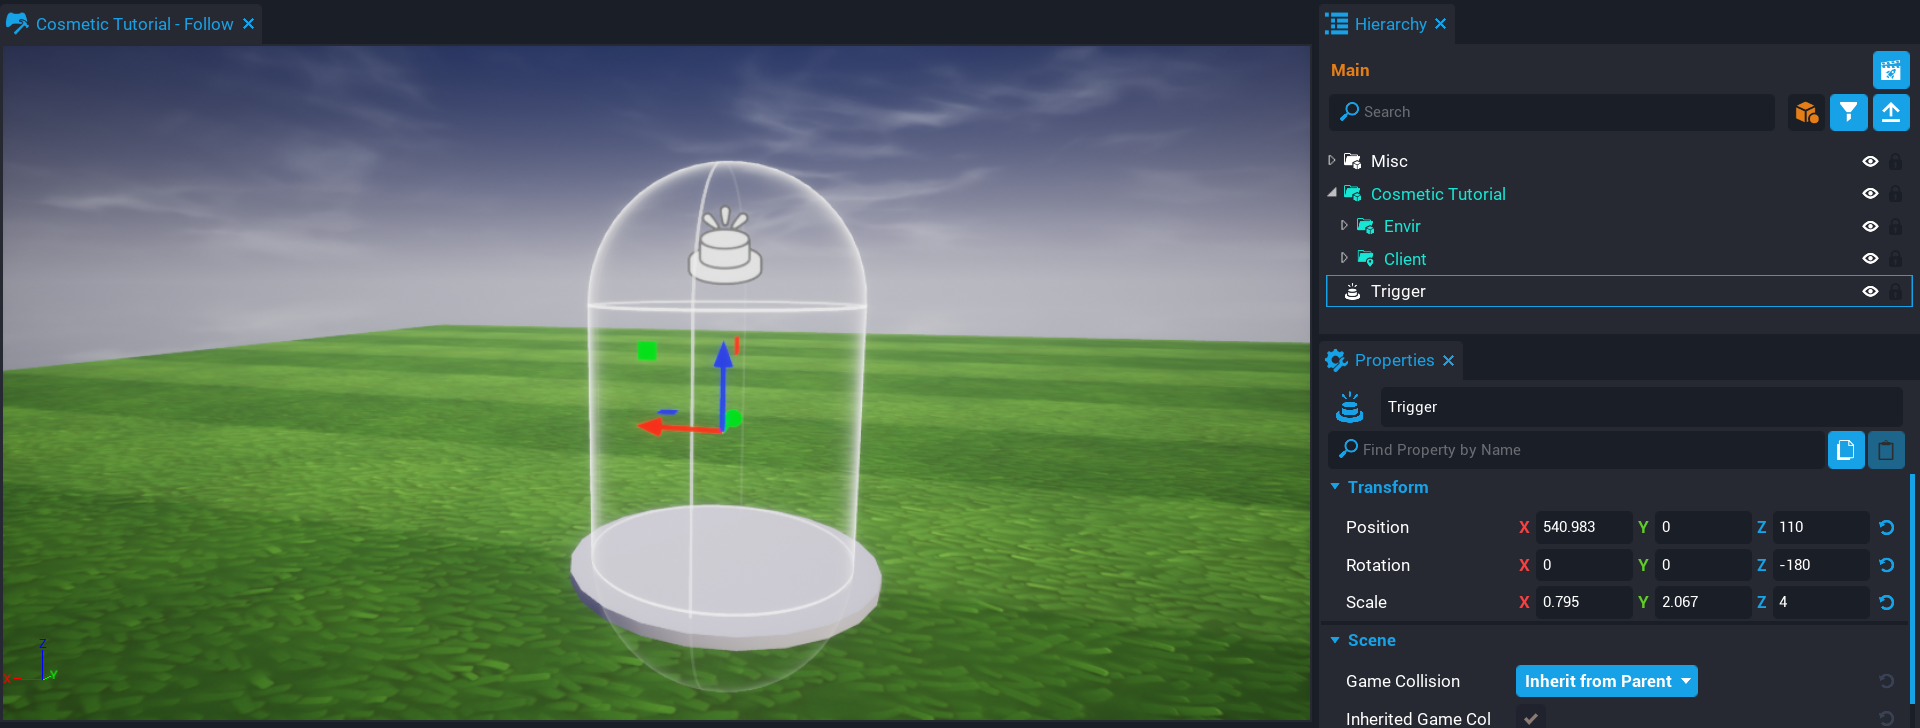 Cosmetic Tutorial - Follow
Z
X
Y
Hierarchy
Main
Search
Misc
Cosmetic Tutorial
Envir
Client
Trigger
Properties
Trigger
Find Property by Name
Transform
Position X 540.983 Y 0 Z 110
Rotation X 0 Y 0 Z -180
Scale X 0.795 Y 2.067 Z 4
Scene
Game Collision Inherit from Parent
Inherited Game Col